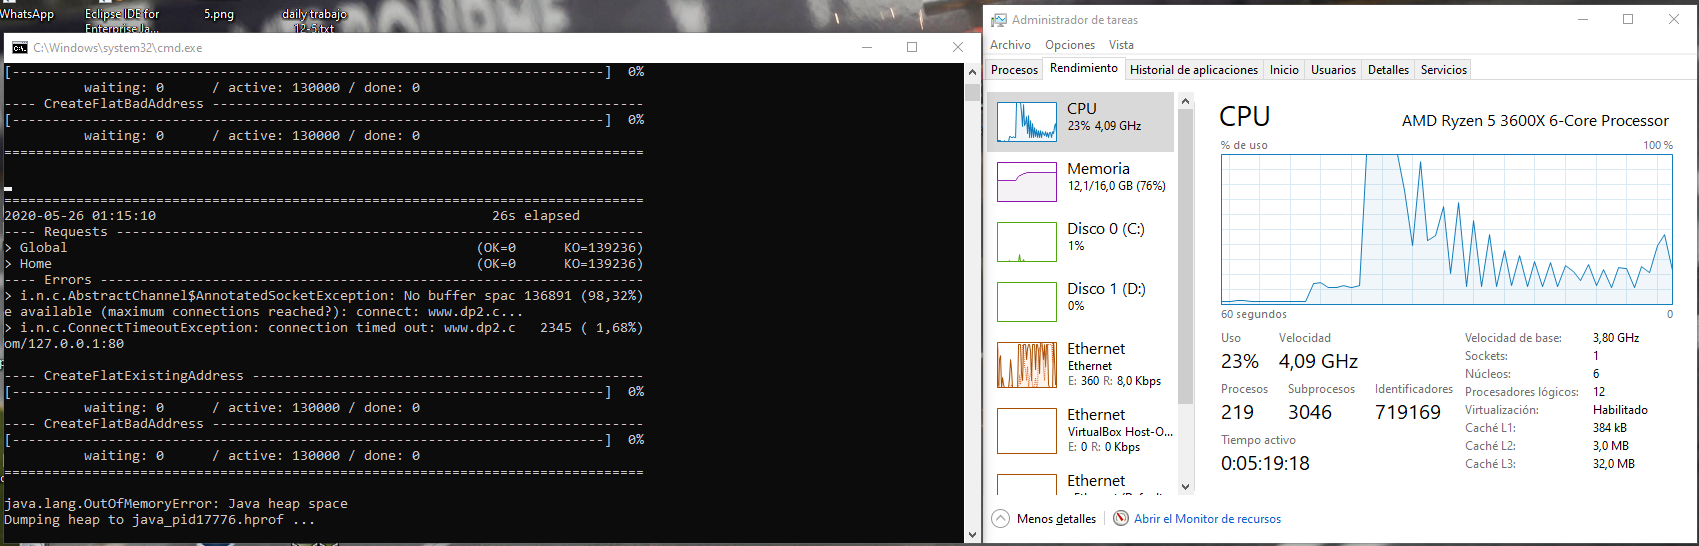 WhatsApp
Eclipse IDE for
Enterprise Ja...
5.png
daily trabajo
12-5.txt
C:\Windows\system32\cmd.exe
[--------------------------------------------------------------------------]  0%
          waiting: 0      / active: 130000 / done: 0
---- CreateFlatBadAddress ------------------------------------------------------
[--------------------------------------------------------------------------]  0%
          waiting: 0      / active: 130000 / done: 0
================================================================================
================================================================================
2020-05-26 01:15:10                                          26s elapsed
---- Requests ------------------------------------------------------------------
> Global                                                   (OK=0      KO=139236)
> Home                                                     (OK=0      KO=139236)
---- Errors --------------------------------------------------------------------
> i.n.c.AbstractChannel$AnnotatedSocketException: No buffer spac 136891 (98,32%)
e available (maximum connections reached?): connect: www.dp2.c...
> i.n.c.ConnectTimeoutException: connection timed out: www.dp2.c   2345 ( 1,68%)
om/127.0.0.1:80
---- CreateFlatExistingAddress -------------------------------------------------
[--------------------------------------------------------------------------]  0%
          waiting: 0      / active: 130000 / done: 0
---- CreateFlatBadAddress ------------------------------------------------------
[--------------------------------------------------------------------------]  0%
          waiting: 0      / active: 130000 / done: 0
================================================================================
java.lang.OutOfMemoryError: Java heap space
Dumping heap to java_pid17776.hprof ...
Administrador de tareas
Archivo Opciones Vista
Procesos Rendimiento Historial de aplicaciones Inicio Usuarios Detalles Servicios
CPU
23% 4,09 GHz
Memoria
12,1/16,0 GB (76%)
Disco 0 (C:)
1%
Disco 1 (D:)
0%
Ethernet
Ethernet
E: 360 R: 8,0 Kbps
Ethernet
VirtualBox Host-O...
E: 0 R: 0 Kbps
Ethernet
CPU
AMD Ryzen 5 3600X 6-Core Processor
% de uso 100 %
60 segundos 0
Uso Velocidad
23% 4,09 GHz
Procesos Subprocesos Identificadores
219 3046 719169
Tiempo activo
0:05:19:18
Velocidad de base: 3,80 GHz
Sockets: 1
Núcleos: 6
Procesadores lógicos: 12
Virtualización: Habilitado
Caché L1: 384 kB
Caché L2: 3,0 MB
Caché L3: 32,0 MB
Menos detalles
Abrir el Monitor de recursos